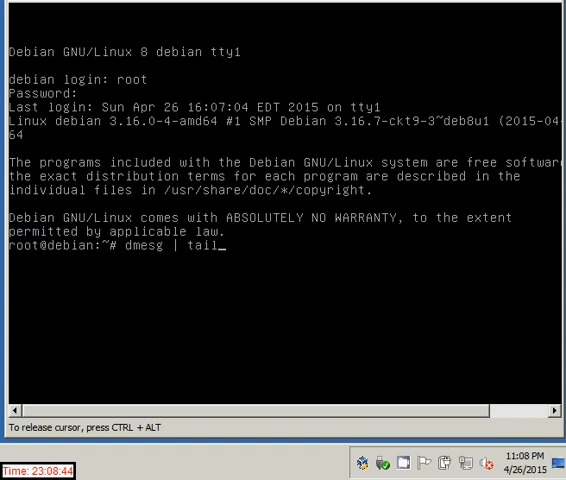 Debian GNU/Linux 8 debian tty1
debian login: root
Password:
Last login: Sun Apr 26 16:07:04 EDT 2015 on tty1
Linux debian 3.16.0-4-amd64 #1 SMP Debian 3.16.7-ckt9-3~deb8u1 (2015-04-
64
The programs included with the Debian GNU/Linux system are free software
the exact distribution terms for each program are described in the
individual files in /usr/share/doc/*/copyright.
Debian GNU/Linux comes with ABSOLUTELY NO WARRANTY, to the extent
permitted by applicable law.
root@debian:~# dmesg | tail_
To release cursor, press CTRL + ALT
11:08 PM
4/26/2015
Time: 23:08:44